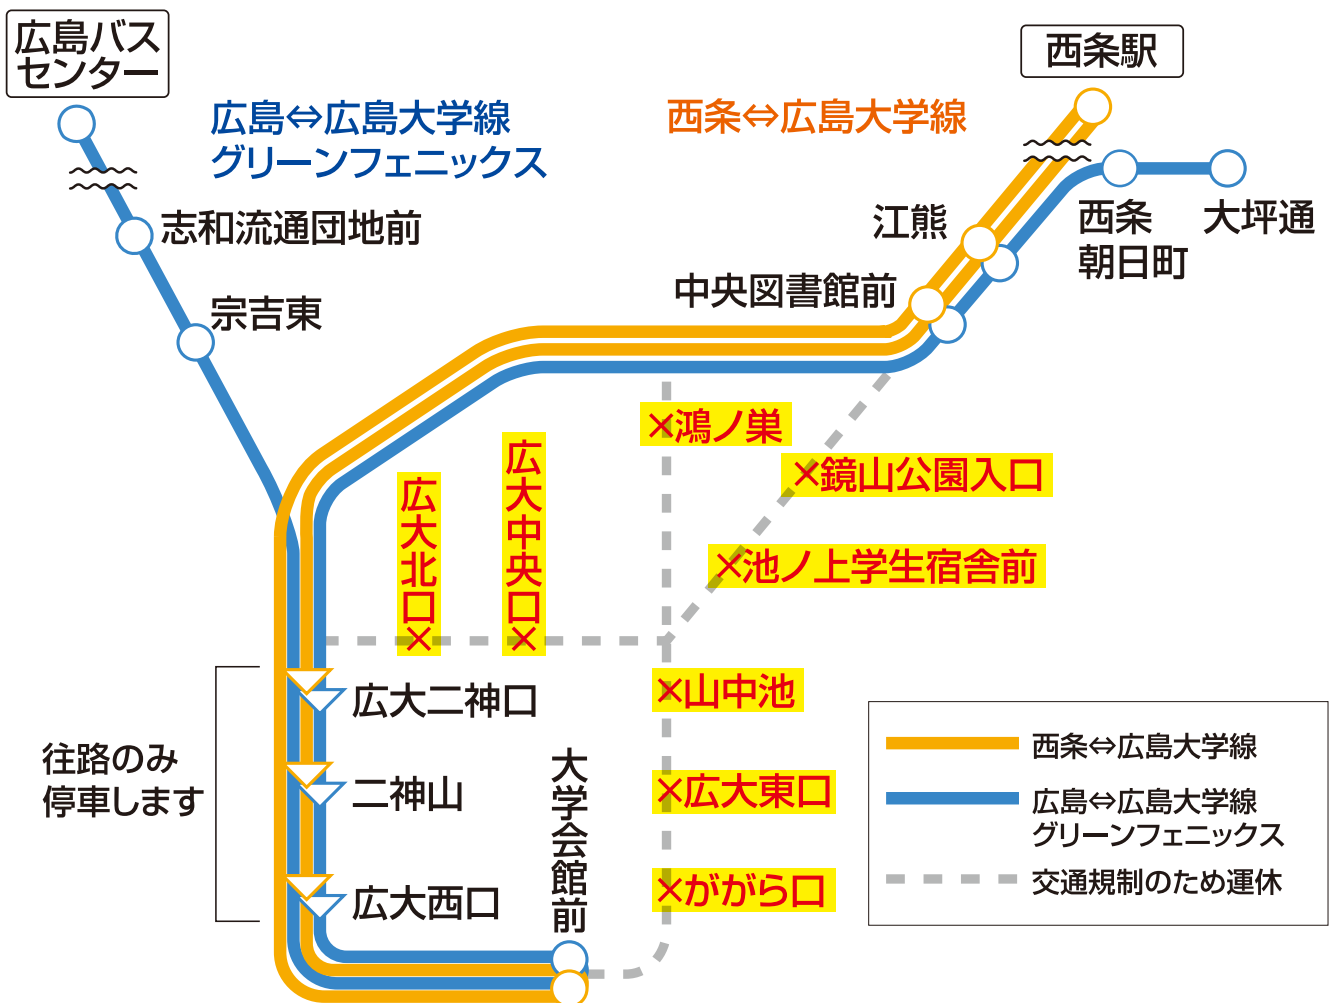 広島バス
センター
西条駅
広島⇔広島大学線
グリーンフェニックス
西条⇔広島大学線
志和流通団地前
宗吉東
江熊
中央図書館前
西条
朝日町
大坪通
×鴻ノ巣
×鏡山公園入口
×池ノ上学生宿舎前
広大北口×
広大中央口×
×山中池
×広大東口
×ががら口
広大二神口
二神山
広大西口
往路のみ
停車します
大学会館前
西条⇔広島大学線
広島⇔広島大学線
グリーンフェニックス
交通規制のため運休